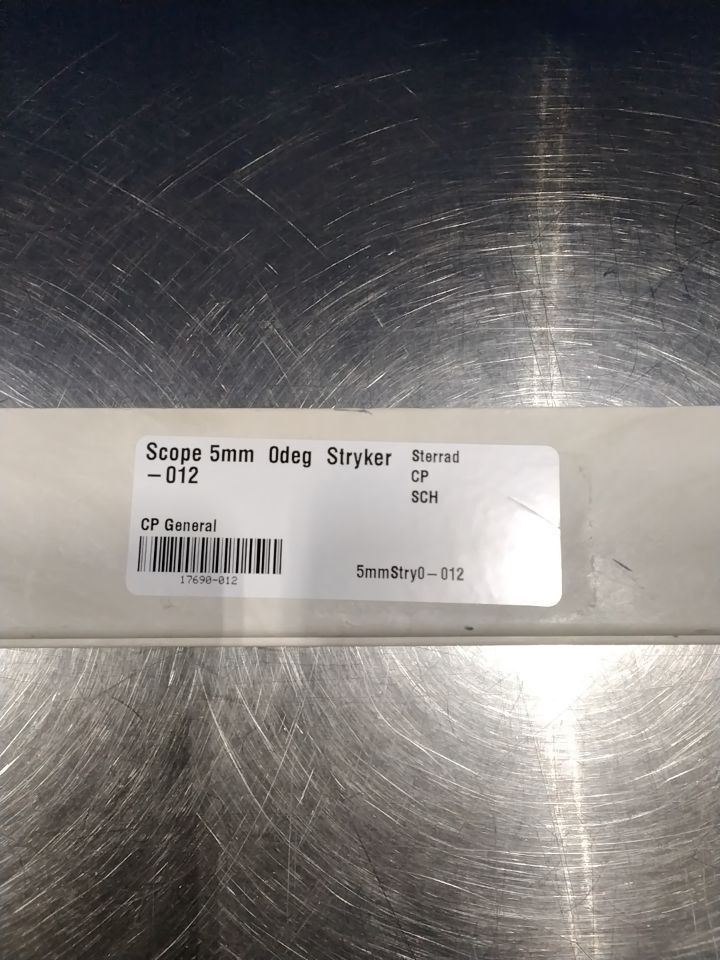 Scope 5mm 0deg Stryker
-012
Sterrad
CP
SCH
CP General
17690-012
5mmStry0-012